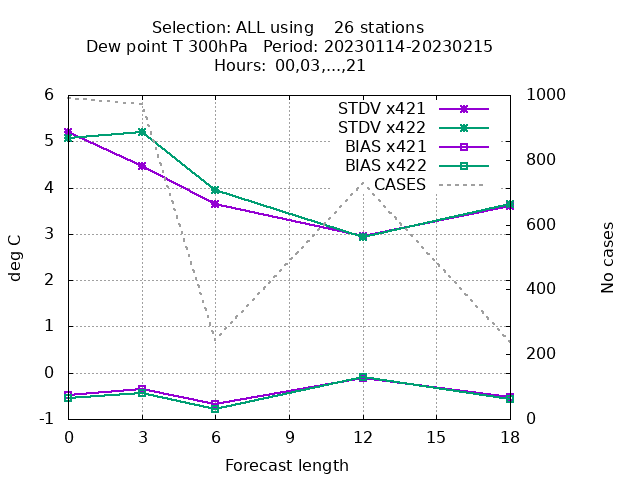 Selection: ALL using    26 stations
Dew point T 300hPa   Period: 20230114-20230215
Hours: 00,03,...,21
STDV x421
STDV x422
BIAS x421
BIAS x422
CASES
6
5
4
3
2
1
0
-1
deg C
1000
800
600
400
200
0
No cases
0 3 6 9 12 15 18
Forecast length